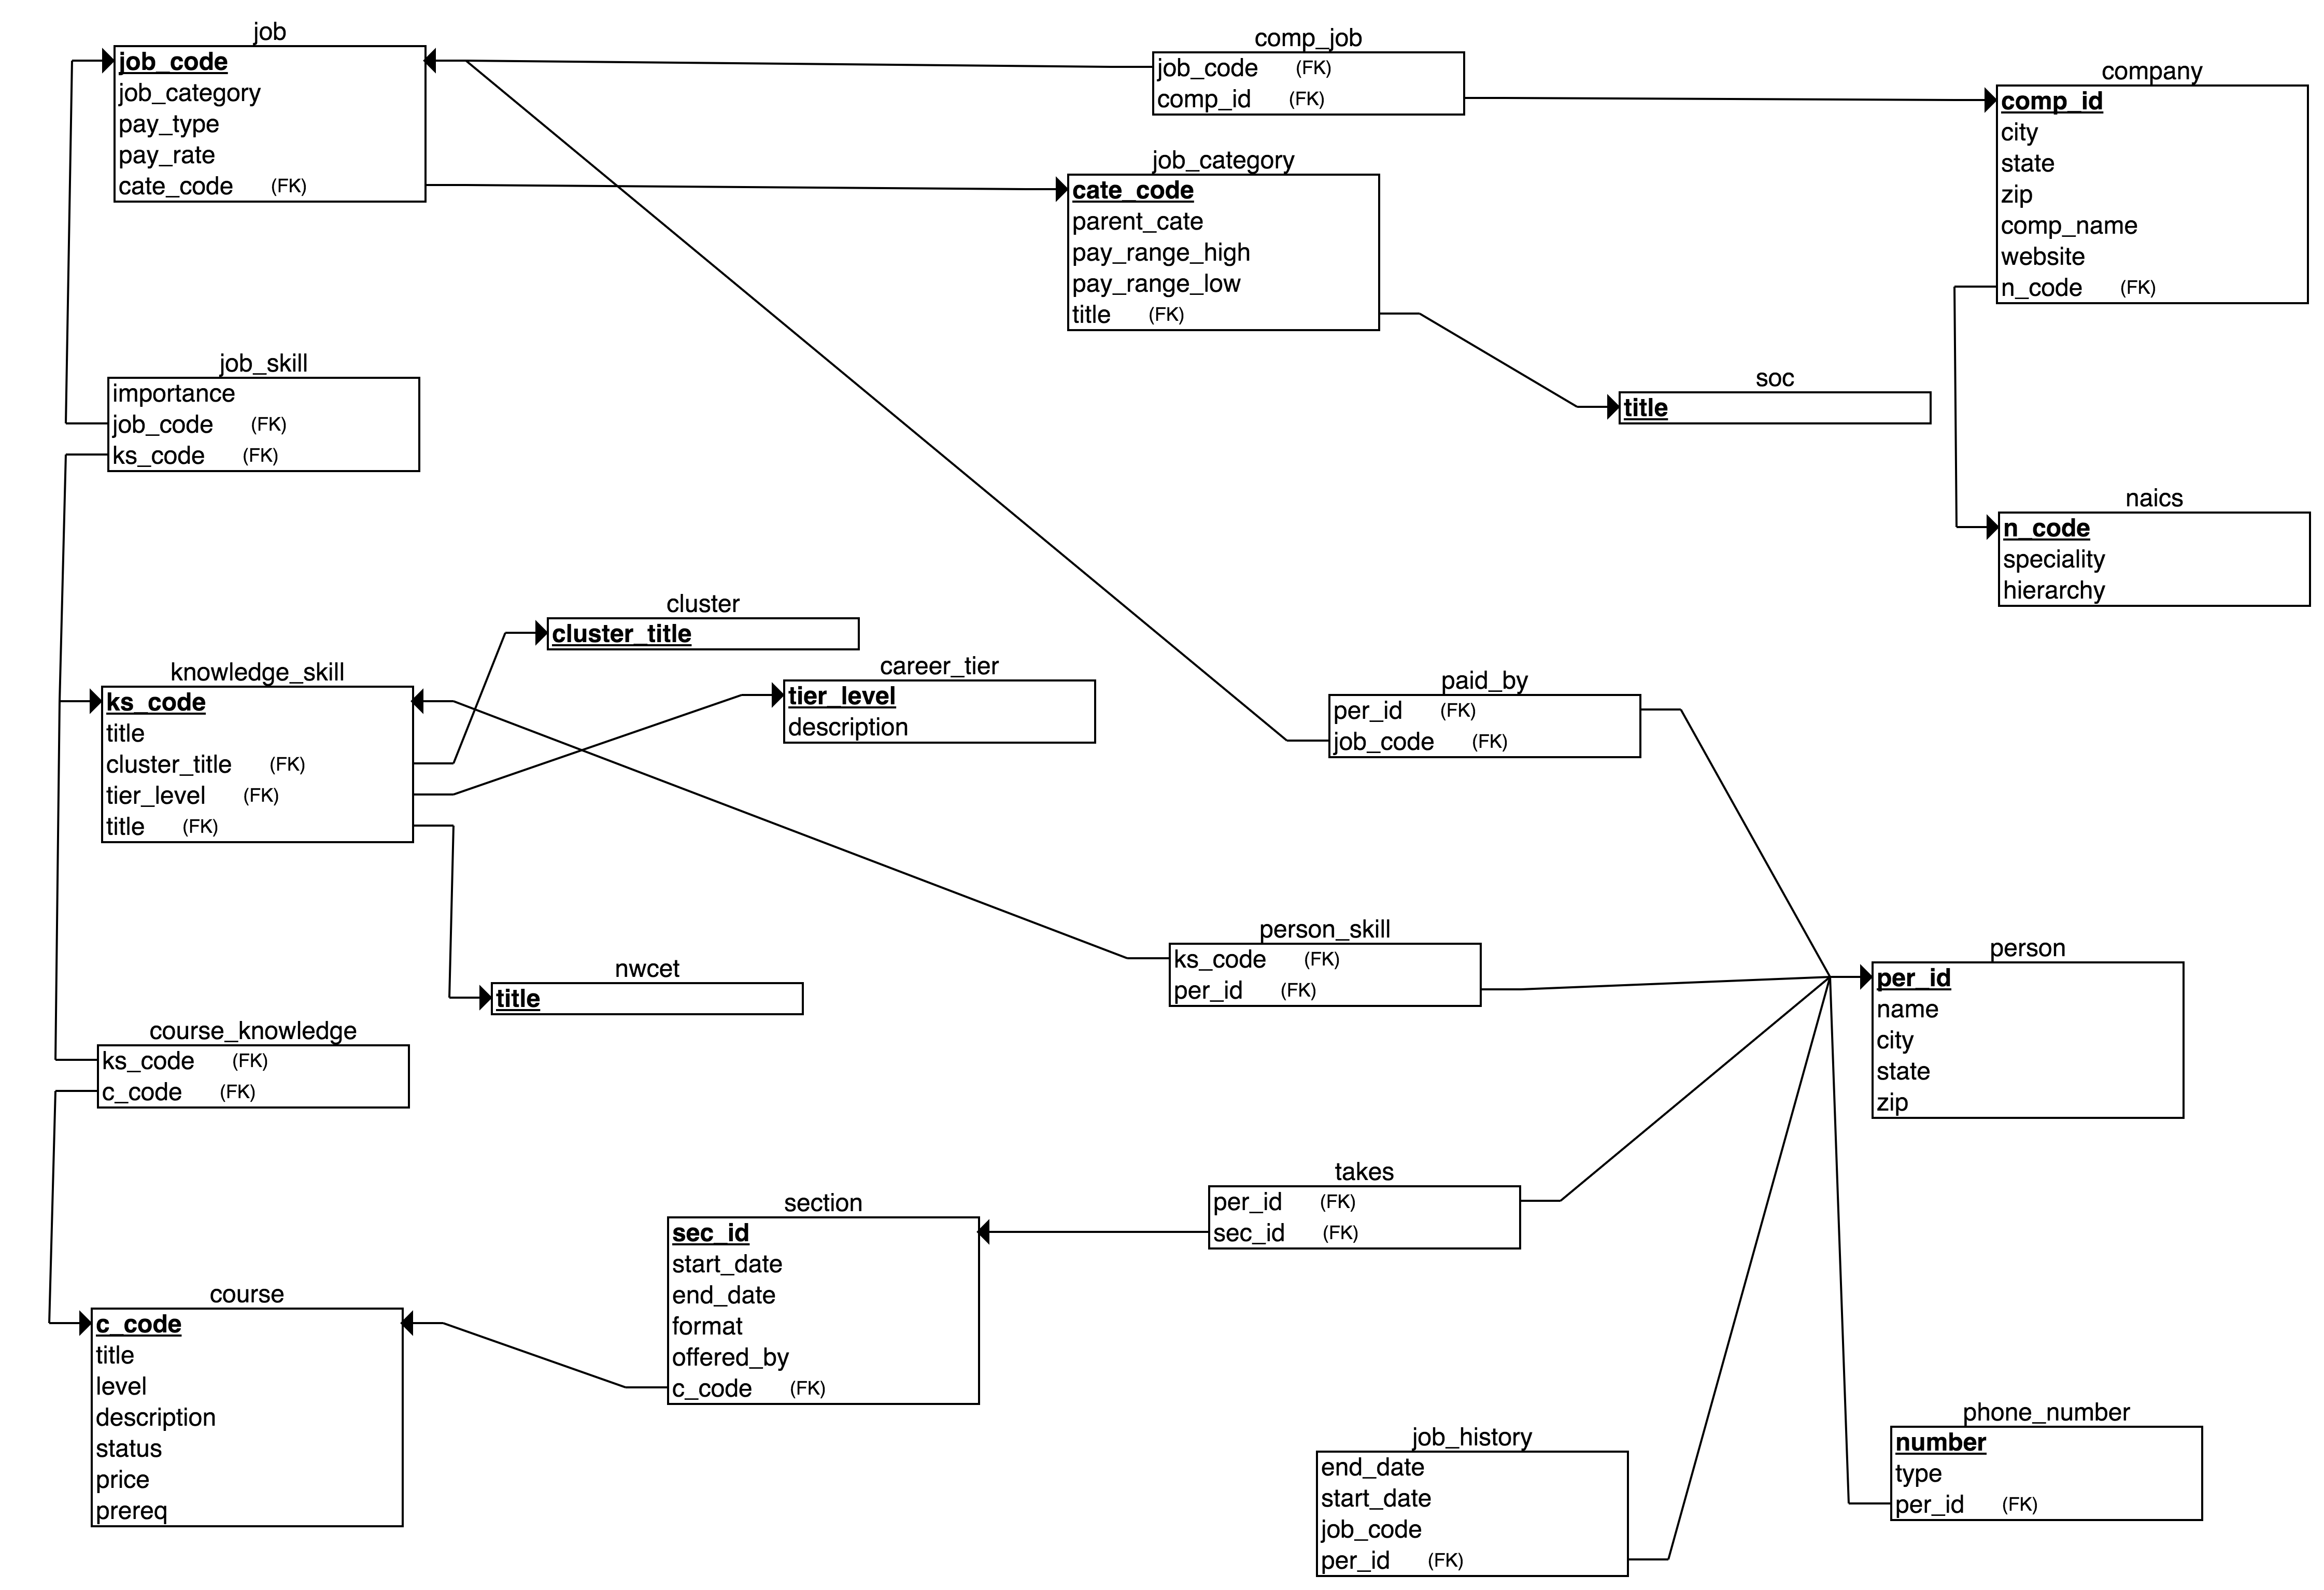 job
job_code
job_category
pay_type
pay_rate
cate_code (FK)
comp_job
job_code (FK)
comp_id (FK)
company
comp_id
city
state
zip
comp_name
website
n_code (FK)
job_category
cate_code
parent_cate
pay_range_high
pay_range_low
title (FK)
job_skill
importance
job_code (FK)
ks_code (FK)
soc
title
naics
n_code
speciality
hierarchy
cluster
cluster_title
knowledge_skill
ks_code
title
cluster_title (FK)
tier_level (FK)
title (FK)
career_tier
tier_level
description
paid_by
per_id (FK)
job_code (FK)
person_skill
ks_code (FK)
per_id (FK)
person
per_id
name
city
state
zip
nwcet
title
course_knowledge
ks_code (FK)
c_code (FK)
takes
per_id (FK)
sec_id (FK)
section
sec_id
start_date
end_date
format
offered_by
c_code (FK)
course
c_code
title
level
description
status
price
prereq
job_history
end_date
start_date
job_code
per_id (FK)
phone_number
number
type
per_id (FK)